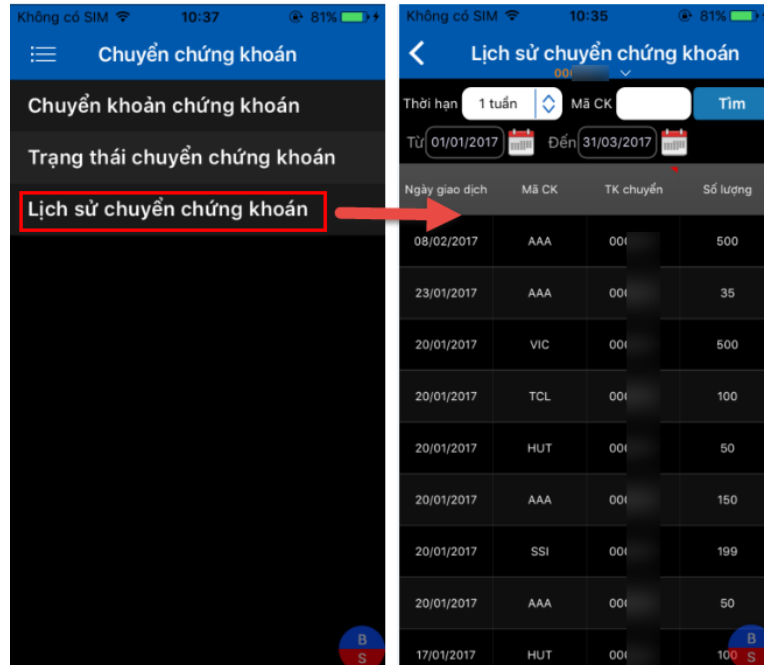 Không có SIM 10:37 81%
Chuyển chứng khoán
Chuyển khoản chứng khoán
Trạng thái chuyển chứng khoán
Lịch sử chuyển chứng khoán
B
S
Không có SIM 10:35 81%
Lịch sử chuyển chứng khoán
Thời hạn 1 tuần Mã CK Tìm
Từ 01/01/2017 Đến 31/03/2017
Ngày giao dịch Mã CK TK chuyển Số lượng
08/02/2017 AAA 500
23/01/2017 AAA 35
20/01/2017 VIC 500
20/01/2017 TCL 100
20/01/2017 HUT 50
20/01/2017 AAA 150
20/01/2017 SSI 199
20/01/2017 AAA 50
17/01/2017 HUT 100
B
S